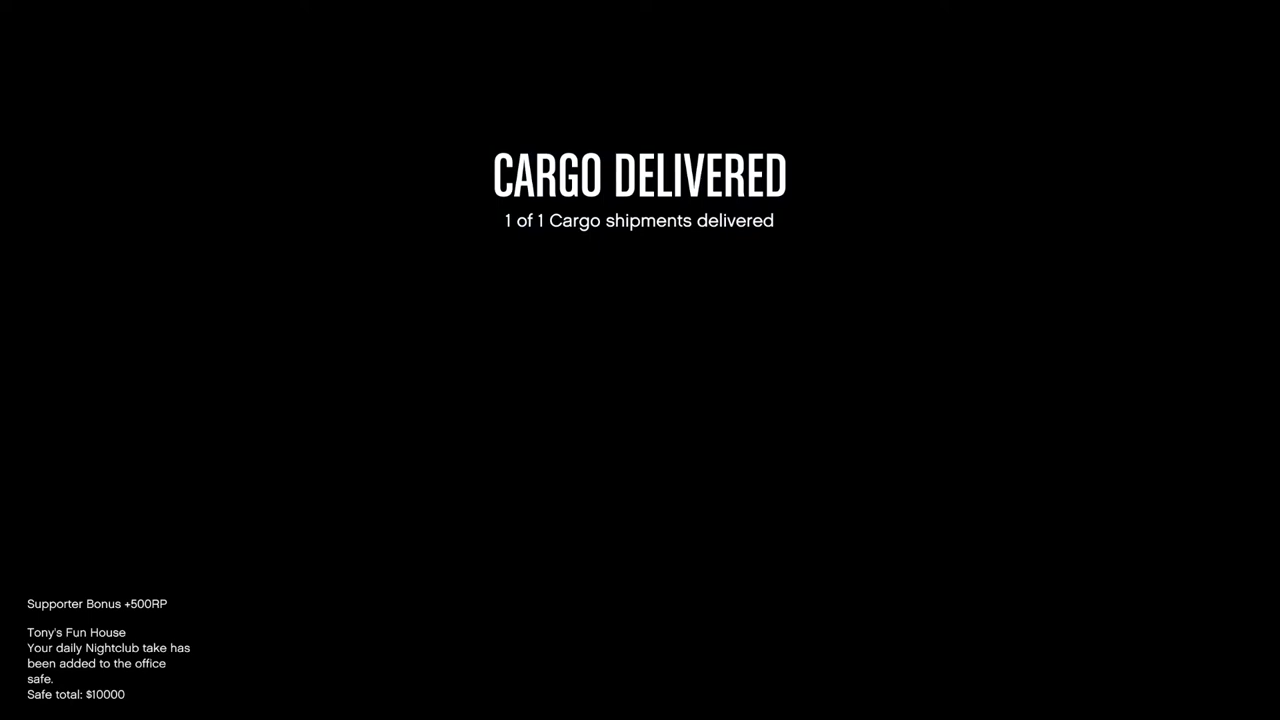 CARGO DELIVERED
1 of 1 Cargo shipments delivered
Supporter Bonus +500RP
Tony's Fun House
Your daily Nightclub take has
been added to the office
safe.
Safe total: $10000